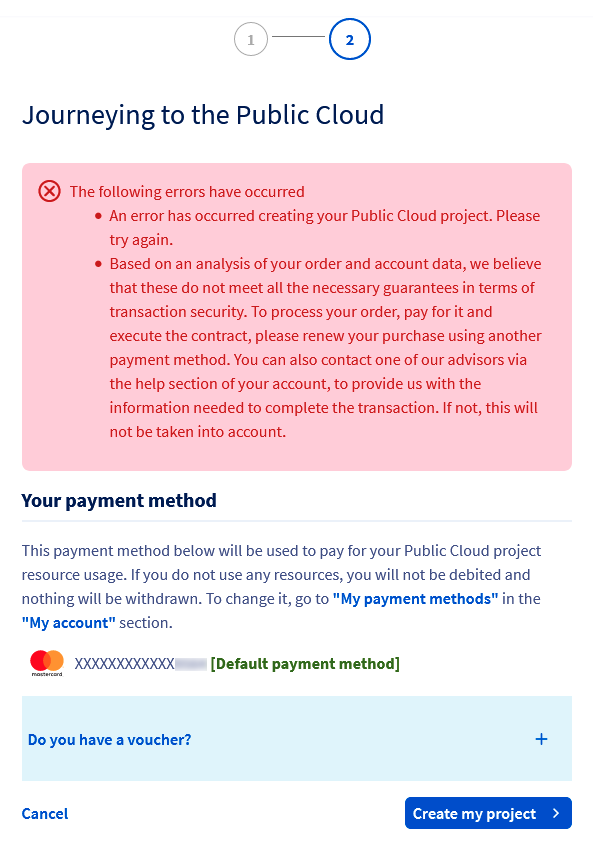 1
2
Journeying to the Public Cloud
The following errors have occurred
An error has occurred creating your Public Cloud project. Please
try again.
Based on an analysis of your order and account data, we believe
that these do not meet all the necessary guarantees in terms of
transaction security. To process your order, pay for it and
execute the contract, please renew your purchase using another
payment method. You can also contact one of our advisors via
the help section of your account, to provide us with the
information needed to complete the transaction. If not, this will
not be taken into account.
Your payment method
This payment method below will be used to pay for your Public Cloud project
resource usage. If you do not use any resources, you will not be debited and
nothing will be withdrawn. To change it, go to "My payment methods" in the
"My account" section.
mastercard XXXXXXXXXXXX [Default payment method]
Do you have a voucher? +
Cancel
Create my project